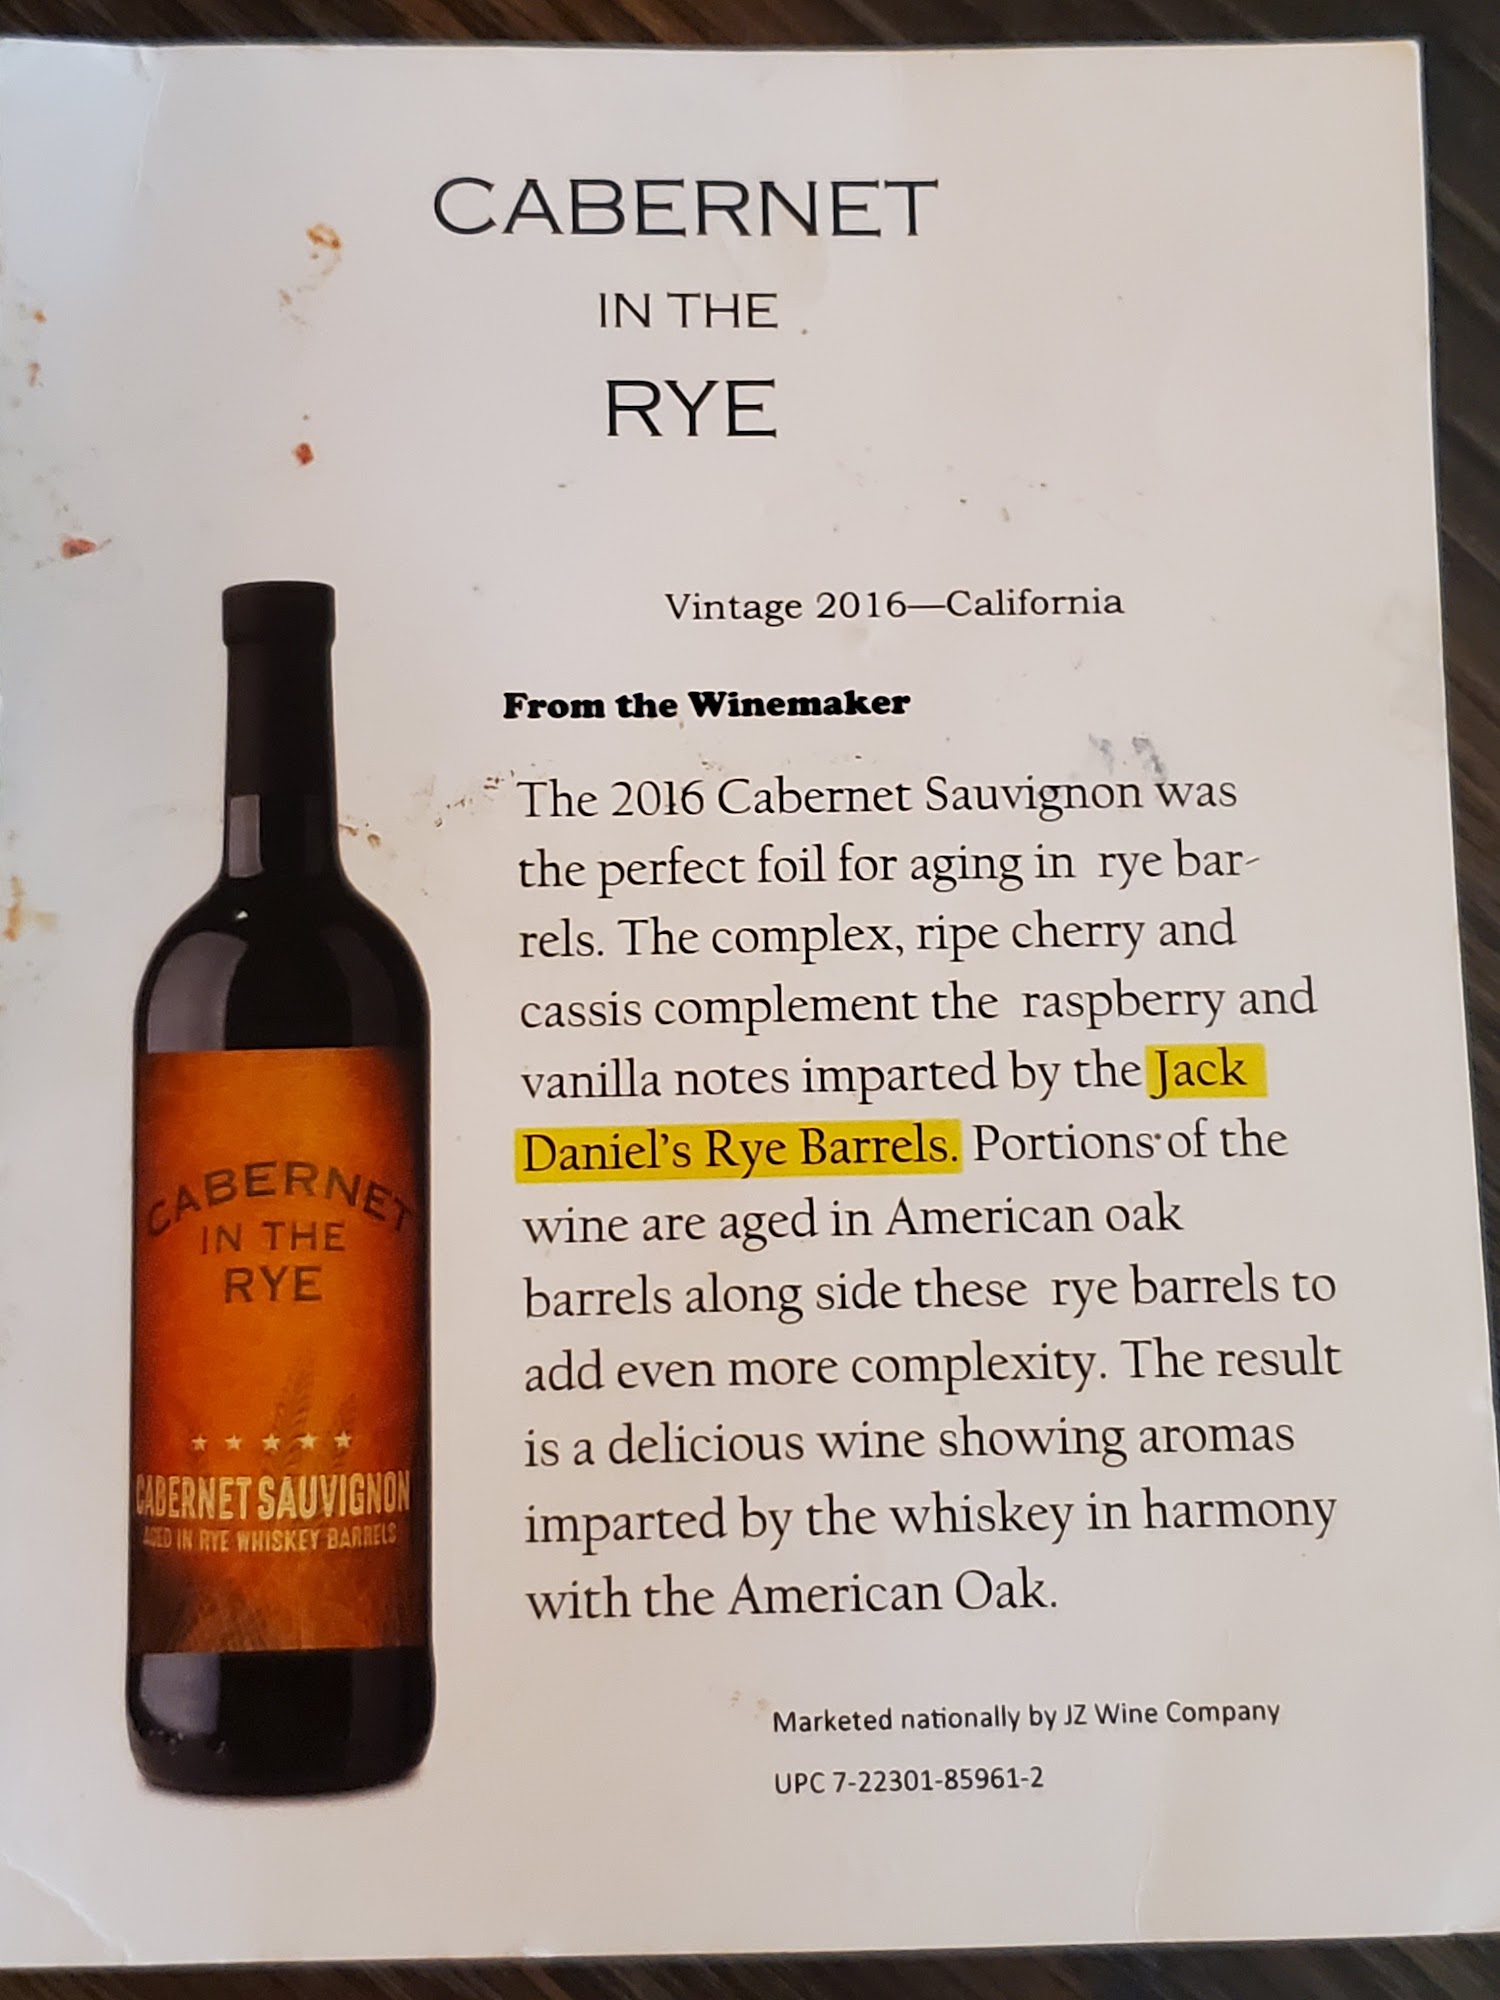 CABERNET
IN THE
RYE
Vintage 2016—California
From the Winemaker
The 2016 Cabernet Sauvignon was
the perfect foil for aging in rye bar-
rels. The complex, ripe cherry and
cassis complement the raspberry and
vanilla notes imparted by the Jack
Daniel's Rye Barrels. Portions of the
wine are aged in American oak
barrels along side these rye barrels to
add even more complexity. The result
is a delicious wine showing aromas
imparted by the whiskey in harmony
with the American Oak.
Marketed nationally by JZ Wine Company
UPC 7-22301-85961-2
CABERNET
IN THE
RYE
CABERNET SAUVIGNON
AGED IN RYE WHISKEY BARRELS